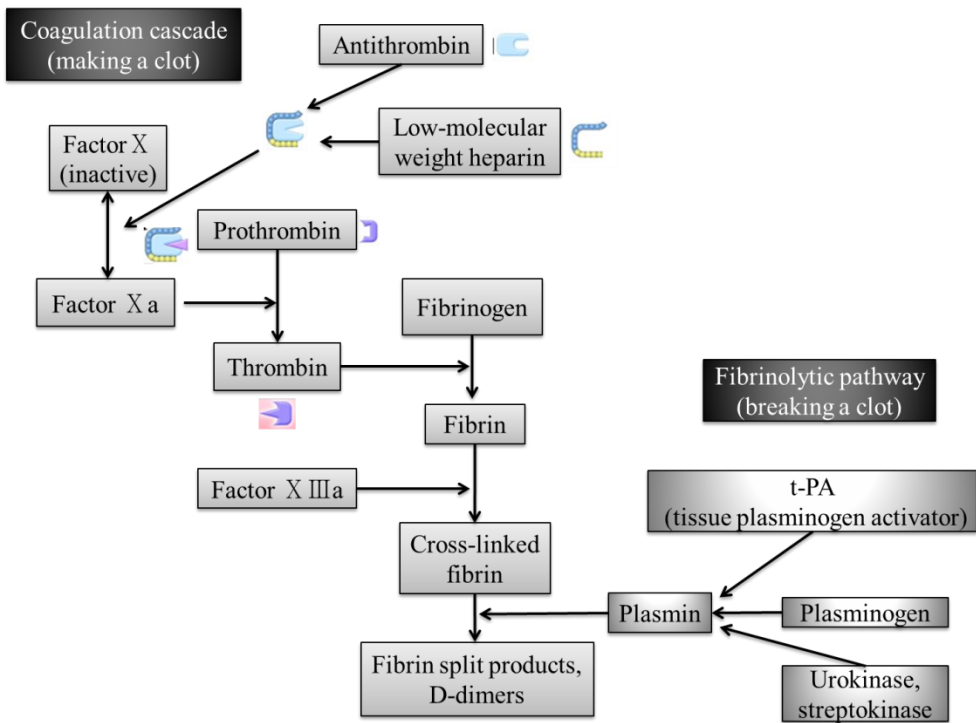 Coagulation cascade
(making a clot)
Antithrombin
Low-molecular
weight heparin
Factor Ⅹ
(inactive)
Prothrombin
Factor Ⅹa
Fibrinogen
Thrombin
Fibrinolytic pathway
(breaking a clot)
Fibrin
Factor ⅩⅢa
t-PA
(tissue plasminogen activator)
Cross-linked
fibrin
Plasmin
Plasminogen
Fibrin split products,
D-dimers
Urokinase,
streptokinase